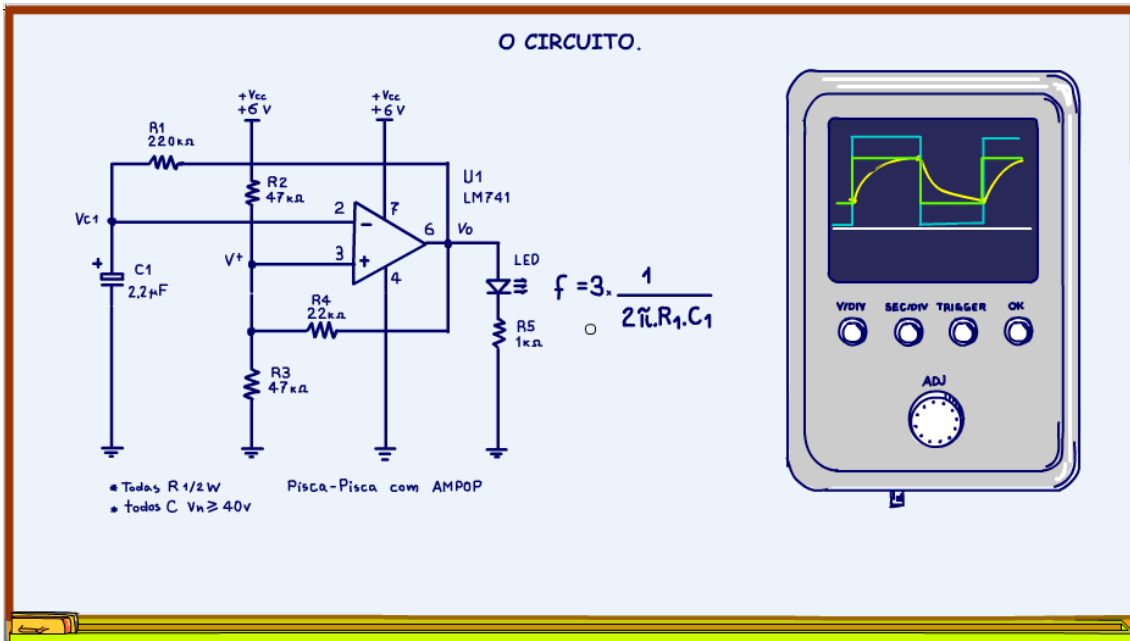 O CIRCUITO.
+Vcc
+6V
+Vcc
+6V
R1
220kΩ
R2
47kΩ
U1
LM741
2
7
Vc1
6
Vo
V+
3
4
+
C1
2,2µF
LED
R4
22kΩ
R5
1kΩ
R3
47kΩ
f = 3 × 1 / 2π.R1.C1
* Todas R 1/2W
* todos C Vn ≥ 40v
Pisca-Pisca com AMPOP
V/DIV SEC/DIV TRIGGER OK
ADJ